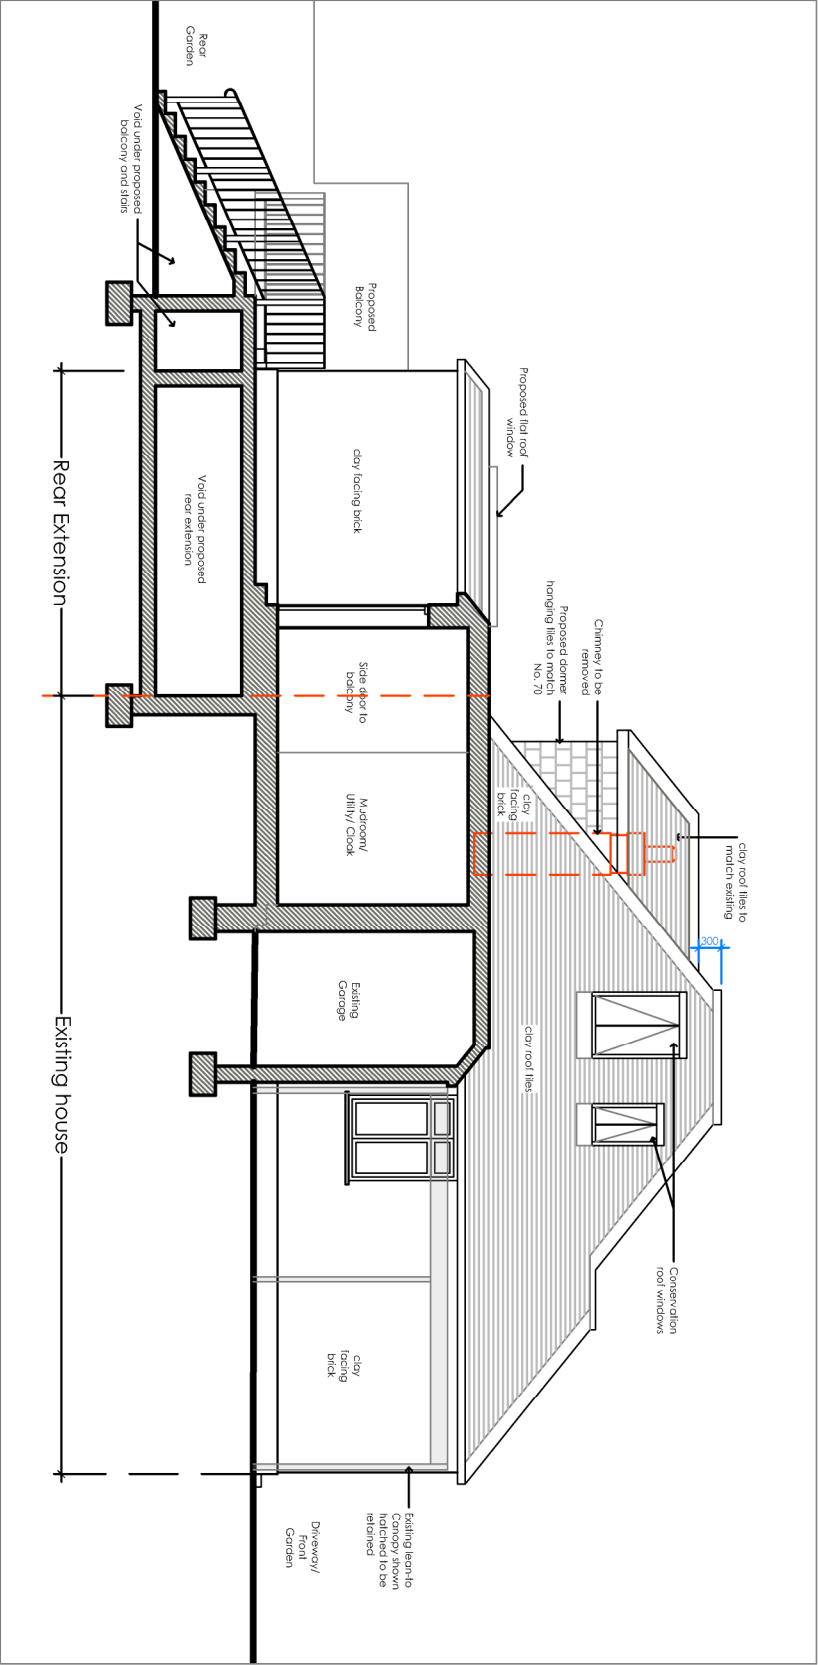 Rear
Garden
Void under proposed
balcony and stairs
Proposed
Balcony
Proposed flat roof
window
clay facing brick
Void under proposed
rear extension
Rear Extension
Proposed dormer
hanging tiles to match
No. 70
Chimney to be
removed
Side door to
balcony
Mudroom/
Utility/ Cloak
clay
facing
brick
clay roof tiles to
match existing
300
Existing
Garage
clay roof tiles
Existing house
Conservation
roof windows
clay
facing
brick
Existing lean-to
Canopy shown
hatched to be
retained
Driveway/
Front
Garden